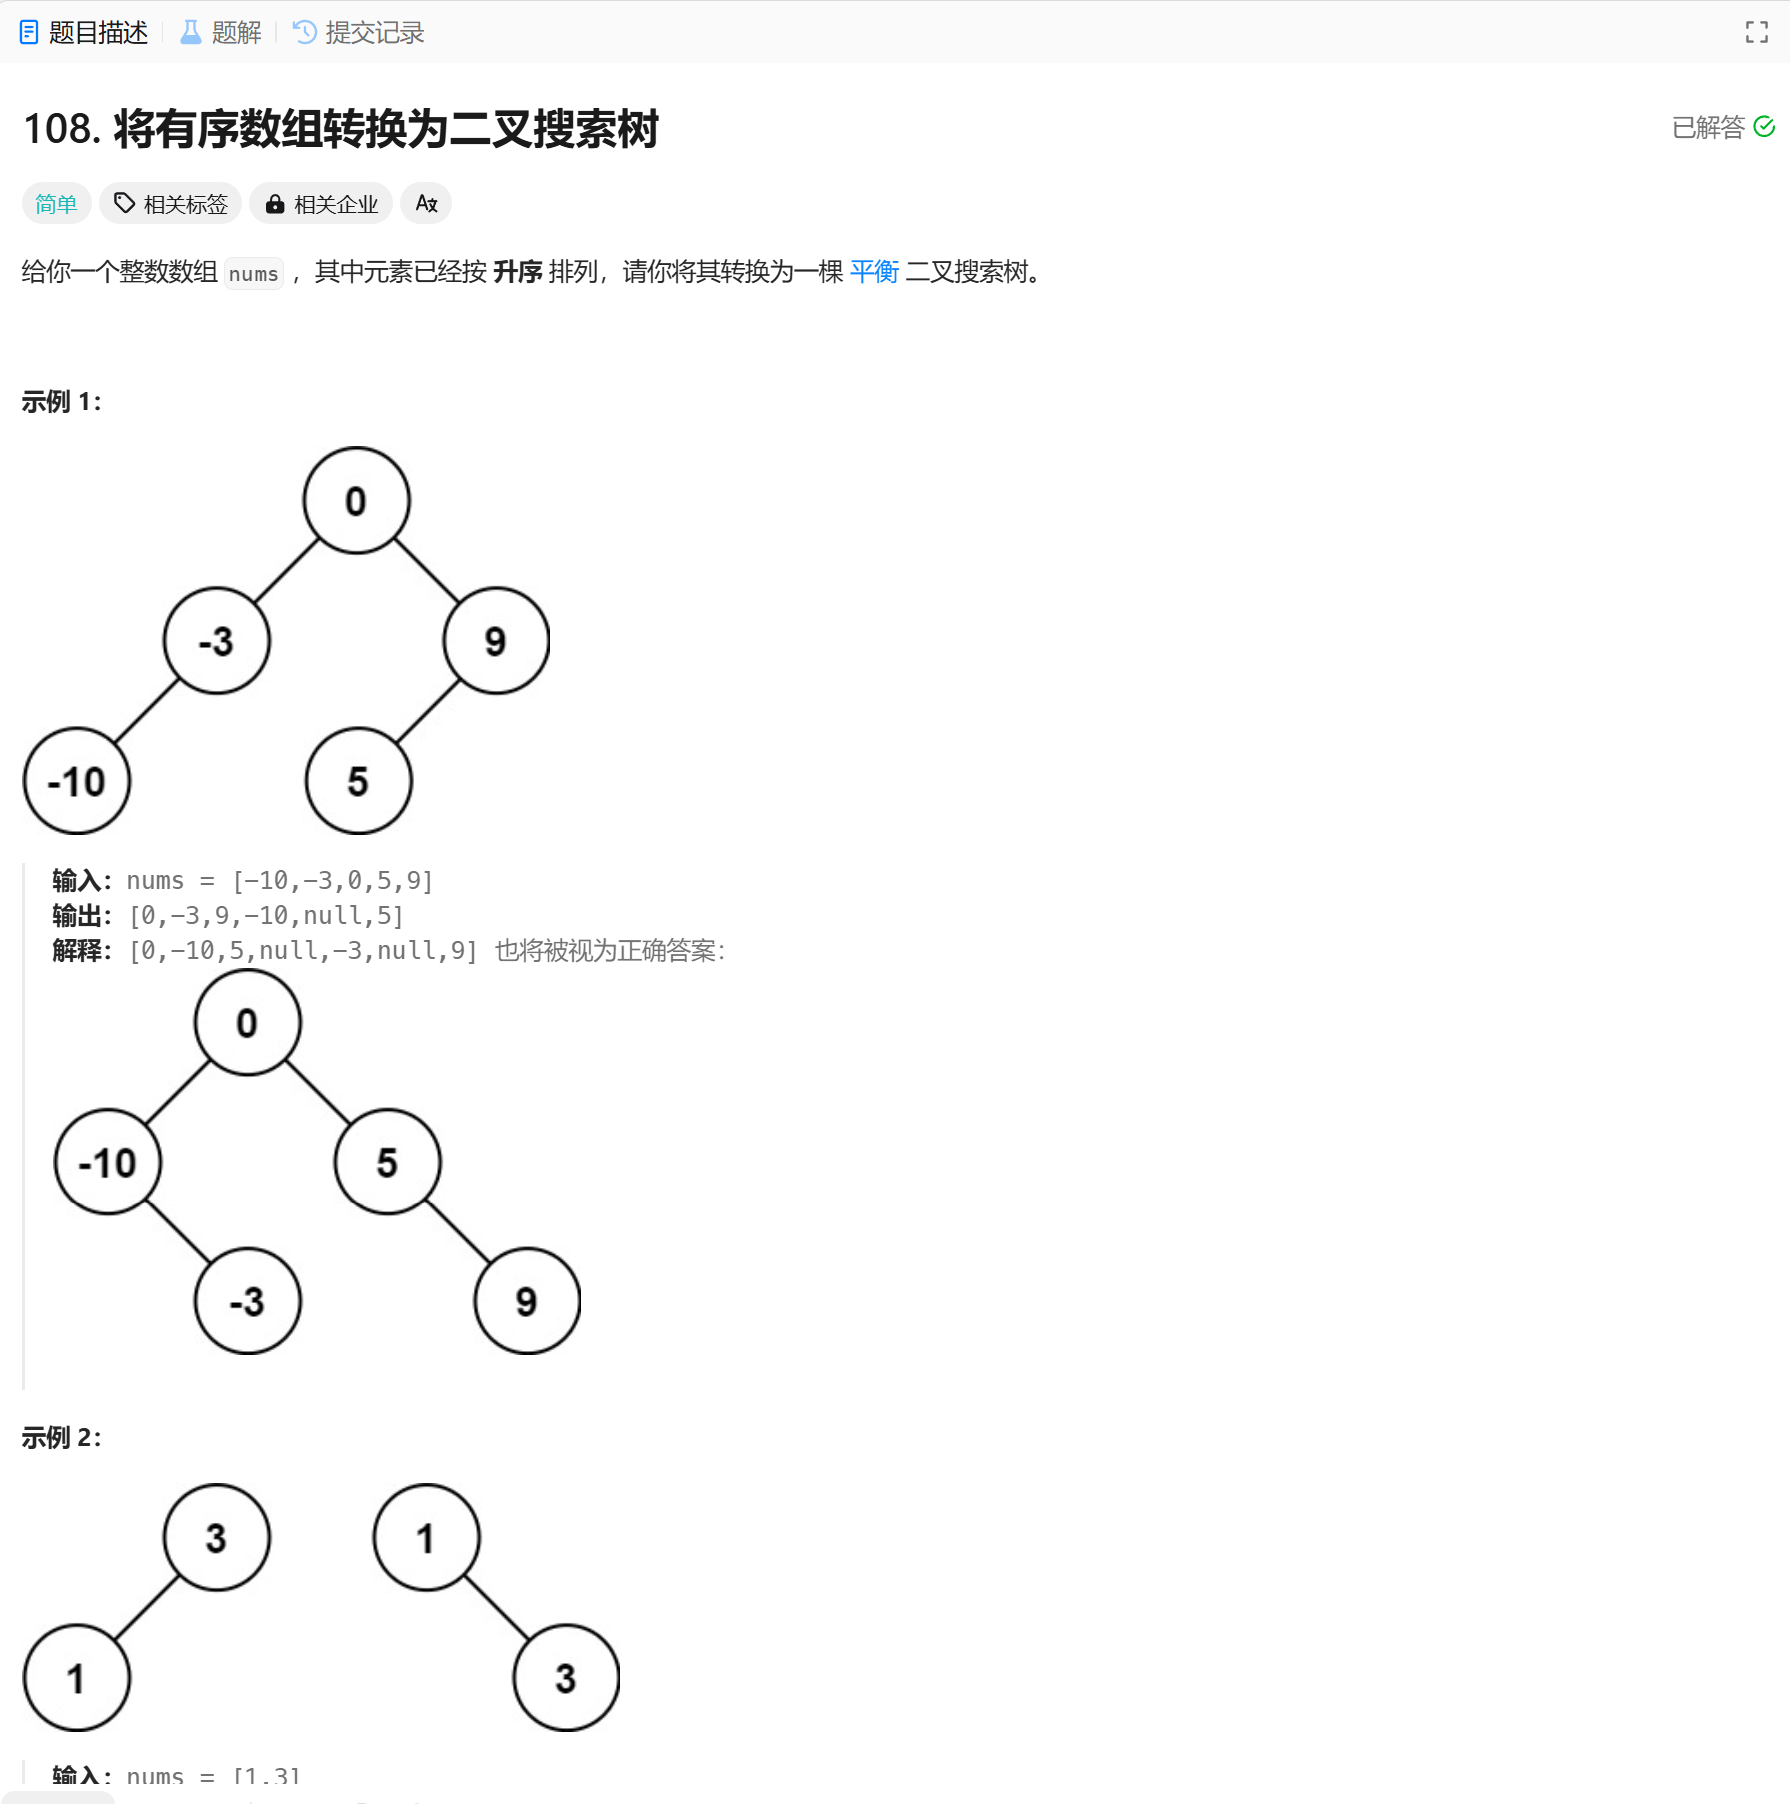 题目描述 题解 提交记录
108. 将有序数组转换为二叉搜索树
已解答
简单 相关标签 相关企业 A文
给你一个整数数组 nums ，其中元素已经按 升序 排列，请你将其转换为一棵 平衡 二叉搜索树。
示例 1：
0
-3 9
-10 5
输入：nums = [-10,-3,0,5,9]
输出：[0,-3,9,-10,null,5]
解释：[0,-10,5,null,-3,null,9] 也将被视为正确答案：
0
-10 5
-3 9
示例 2：
3 1
1 3
输入：nums = [1,3]